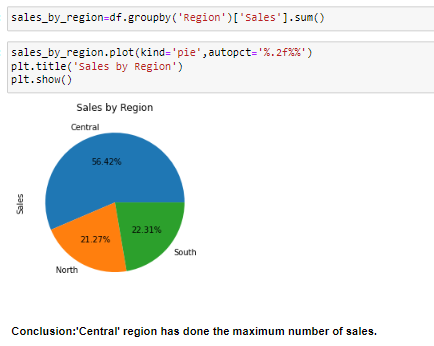 sales_by_region=df.groupby('Region')['Sales'].sum()
sales_by_region.plot(kind='pie',autopct='%.2f%%')
plt.title('Sales by Region')
plt.show()
Sales by Region
Central
56.42%
Sales
22.31%
21.27%
South
North
Conclusion:'Central' region has done the maximum number of sales.